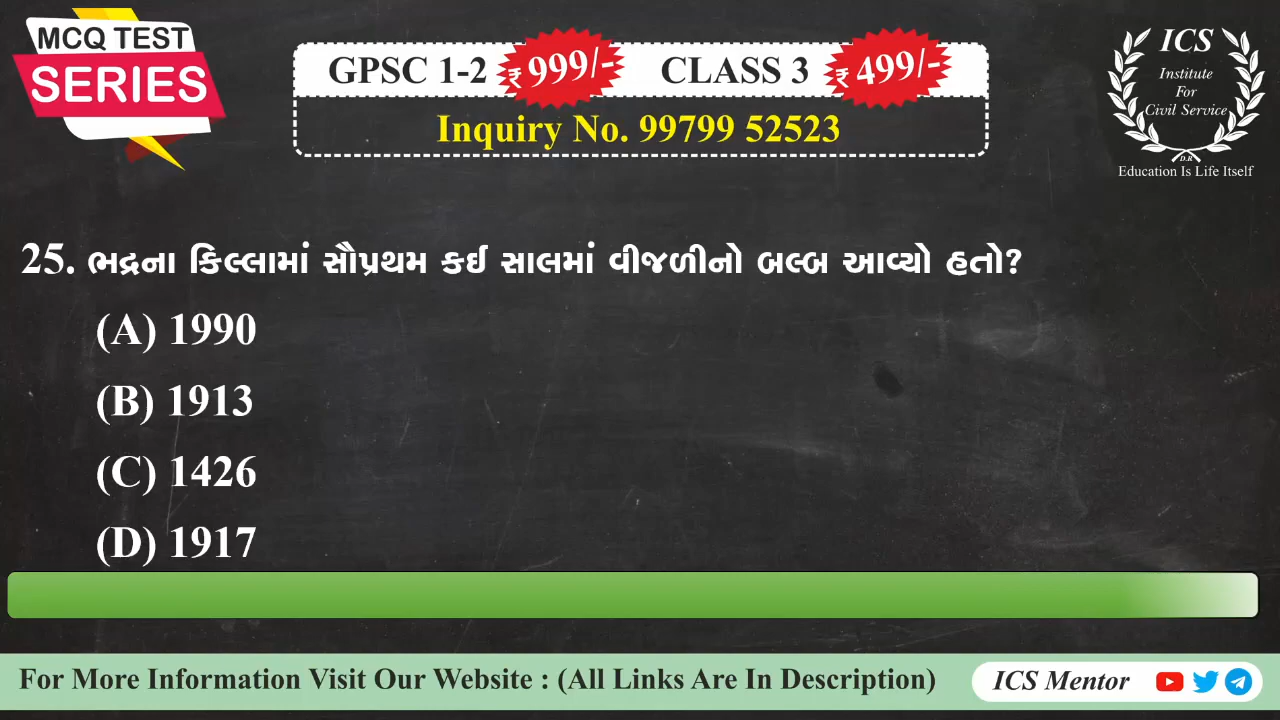 MCQ TEST
SERIES
GPSC 1-2 ₹ 999/- CLASS 3 ₹ 499/-
Inquiry No. 99799 52523
ICS
Institute
For
Civil Service
D.R
Education Is Life Itself
25. ભદ્રના કિલ્લામાં સૌપ્રથમ કઈ સાલમાં વીજળીનો બલ્બ આવ્યો હતો?
(A) 1990
(B) 1913
(C) 1426
(D) 1917
For More Information Visit Our Website : (All Links Are In Description)
ICS Mentor